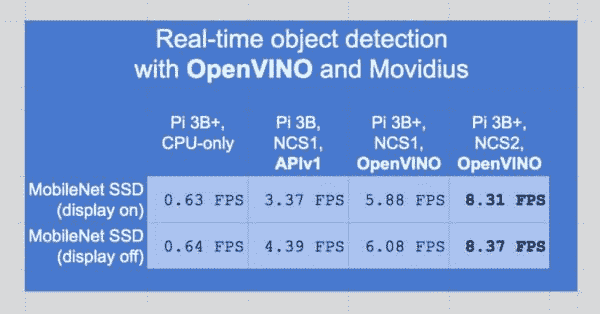 Real-time object detection
with OpenVINO and Movidius
Pi 3B+,
CPU-only
Pi 3B,
NCS1,
APIv1
Pi 3B+,
NCS1,
OpenVINO
Pi 3B+,
NCS2,
OpenVINO
MobileNet SSD
(display on)
0.63 FPS 3.37 FPS 5.88 FPS 8.31 FPS
MobileNet SSD
(display off)
0.64 FPS 4.39 FPS 6.08 FPS 8.37 FPS